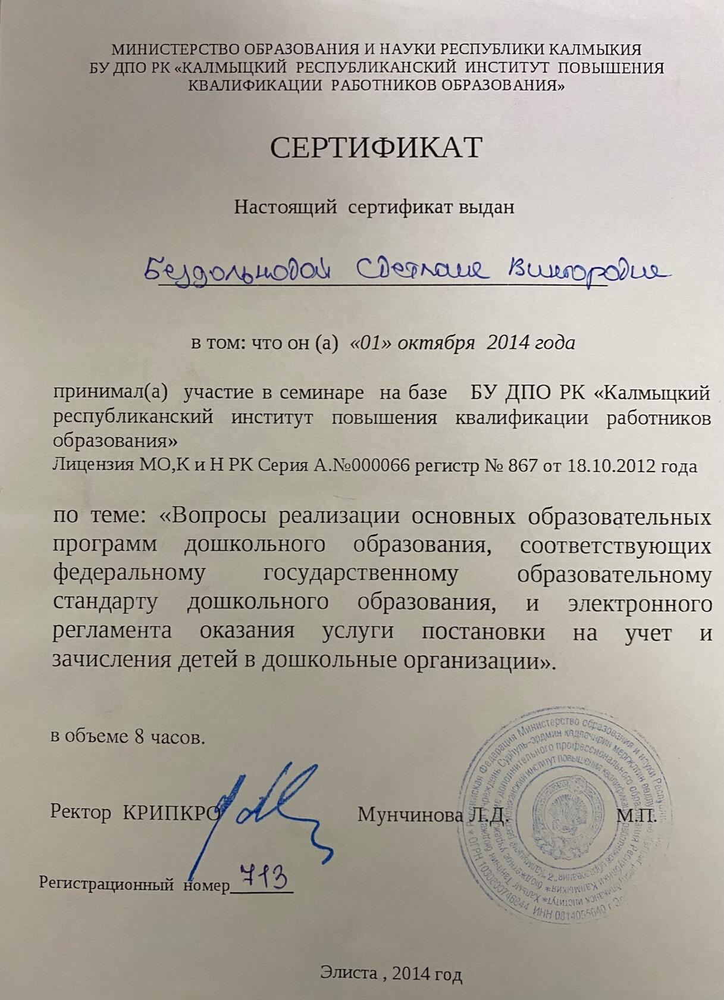 МИНИСТЕРСТВО ОБРАЗОВАНИЯ И НАУКИ РЕСПУБЛИКИ КАЛМЫКИЯ
БУ ДПО РК «КАЛМЫЦКИЙ РЕСПУБЛИКАНСКИЙ ИНСТИТУТ ПОВЫШЕНИЯ
КВАЛИФИКАЦИИ РАБОТНИКОВ ОБРАЗОВАНИЯ»
СЕРТИФИКАТ
Настоящий сертификат выдан
Бездольновой Светлане Викторовне
в том: что он (а) «01» октября 2014 года
принимал(а) участие в семинаре на базе БУ ДПО РК «Калмыцкий
республиканский институт повышения квалификации работников
образования»
Лицензия МО,К и Н РК Серия А.№000066 регистр № 867 от 18.10.2012 года
по теме: «Вопросы реализации основных образовательных
программ дошкольного образования, соответствующих
федеральному государственному образовательному
стандарту дошкольного образования, и электронного
регламента оказания услуги постановки на учет и
зачисления детей в дошкольные организации».
в объеме 8 часов.
Ректор КРИПКРО Мунчинова Л.Д. М.П.
Регистрационный номер 713
Элиста , 2014 год